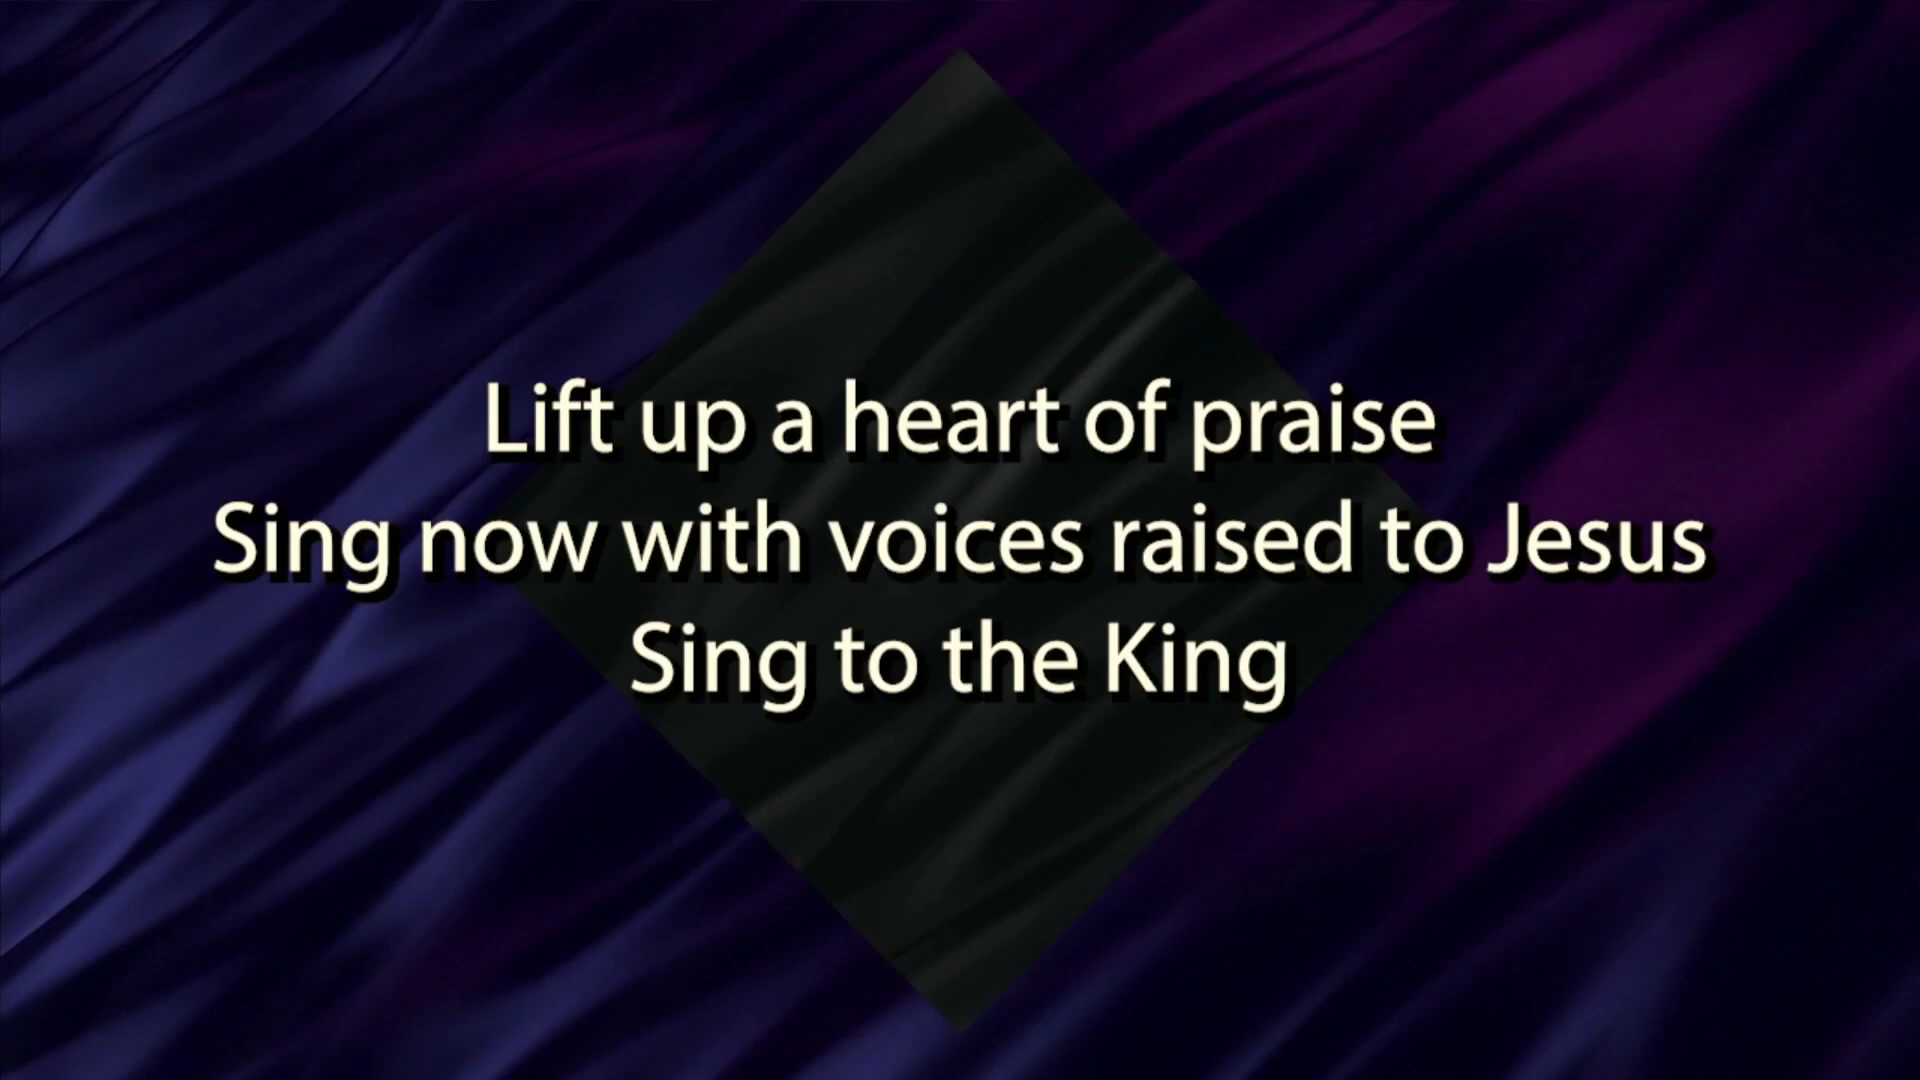 Lift up a heart of praise
Sing now with voices raised to Jesus
Sing to the King